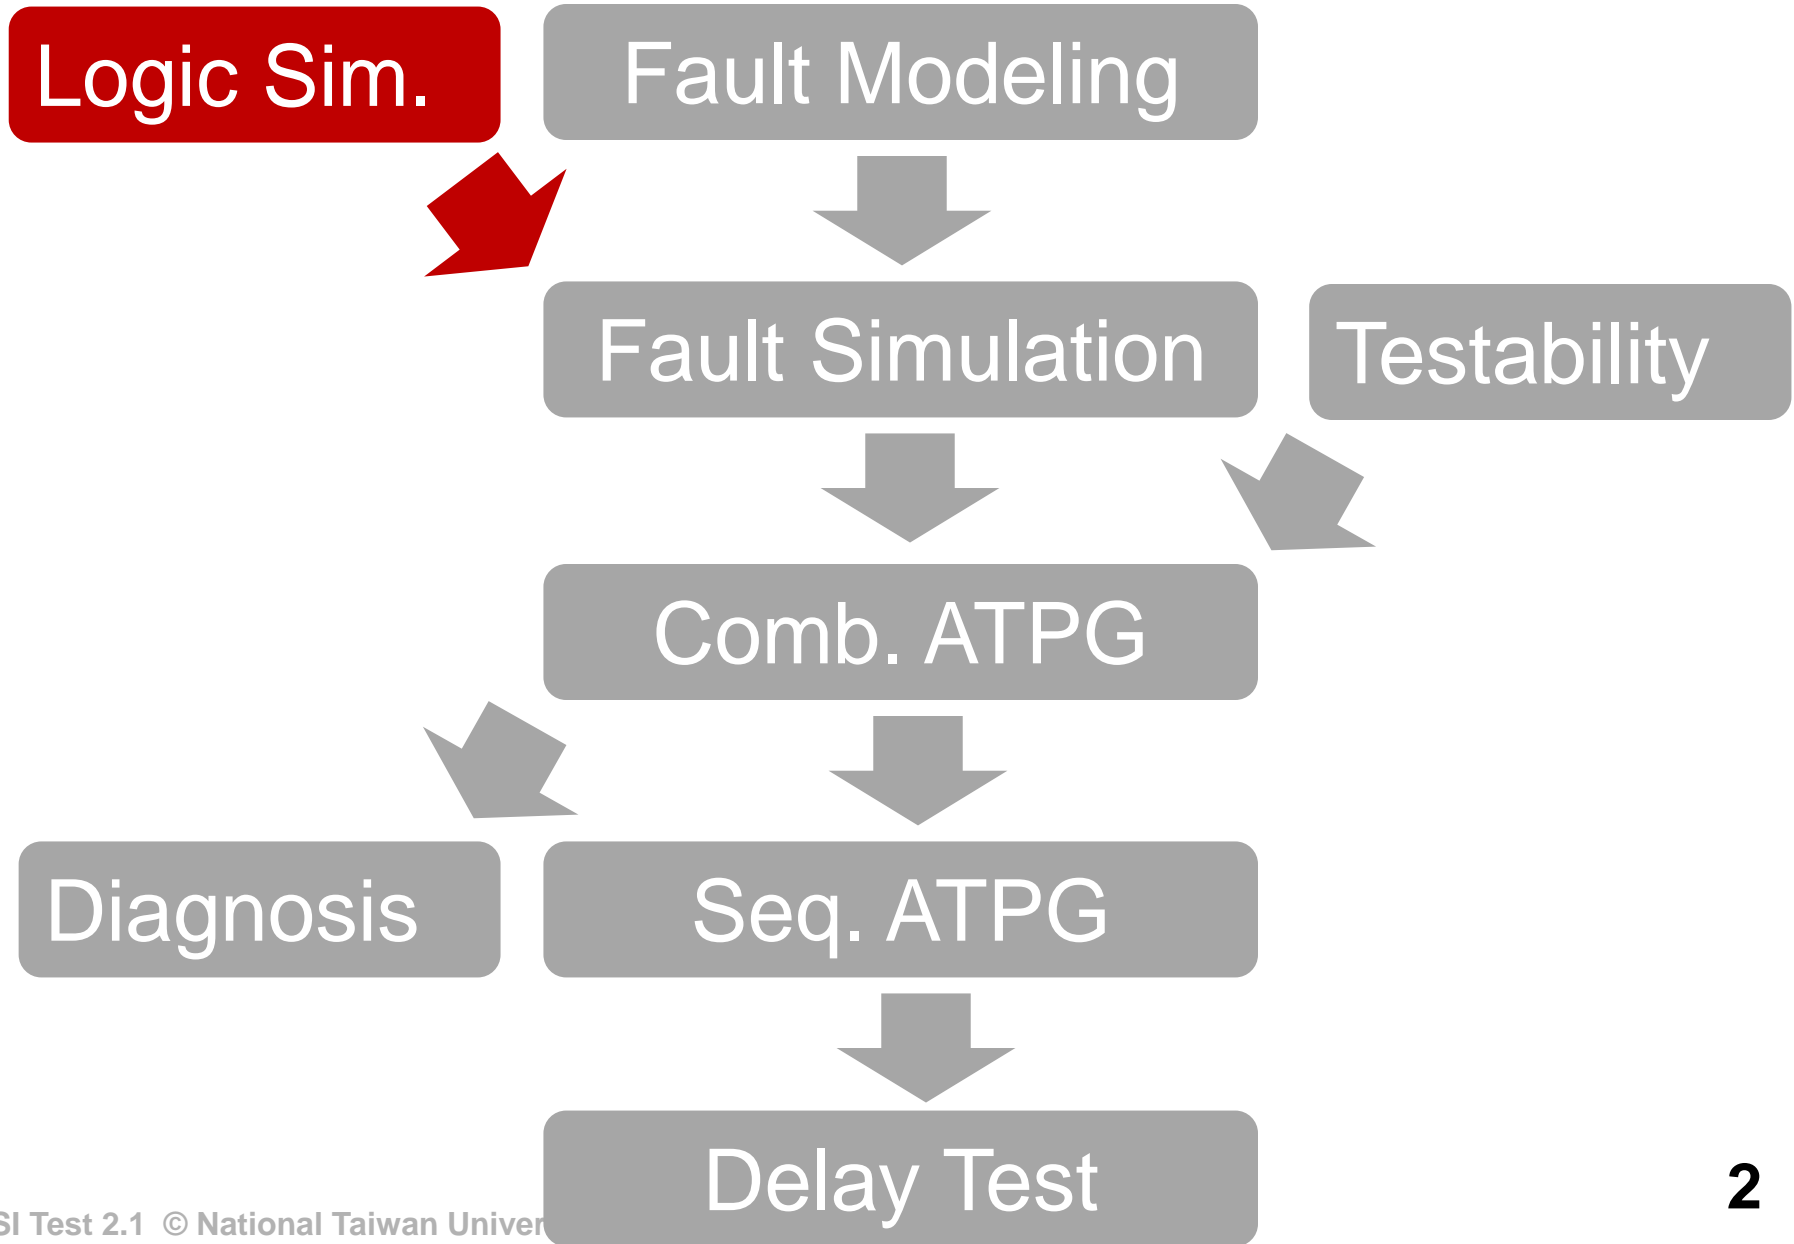 Logic Sim.
Fault Modeling
Fault Simulation
Testability
Comb. ATPG
Diagnosis
Seq. ATPG
Delay Test
Test 2.1 © National Taiwan
2